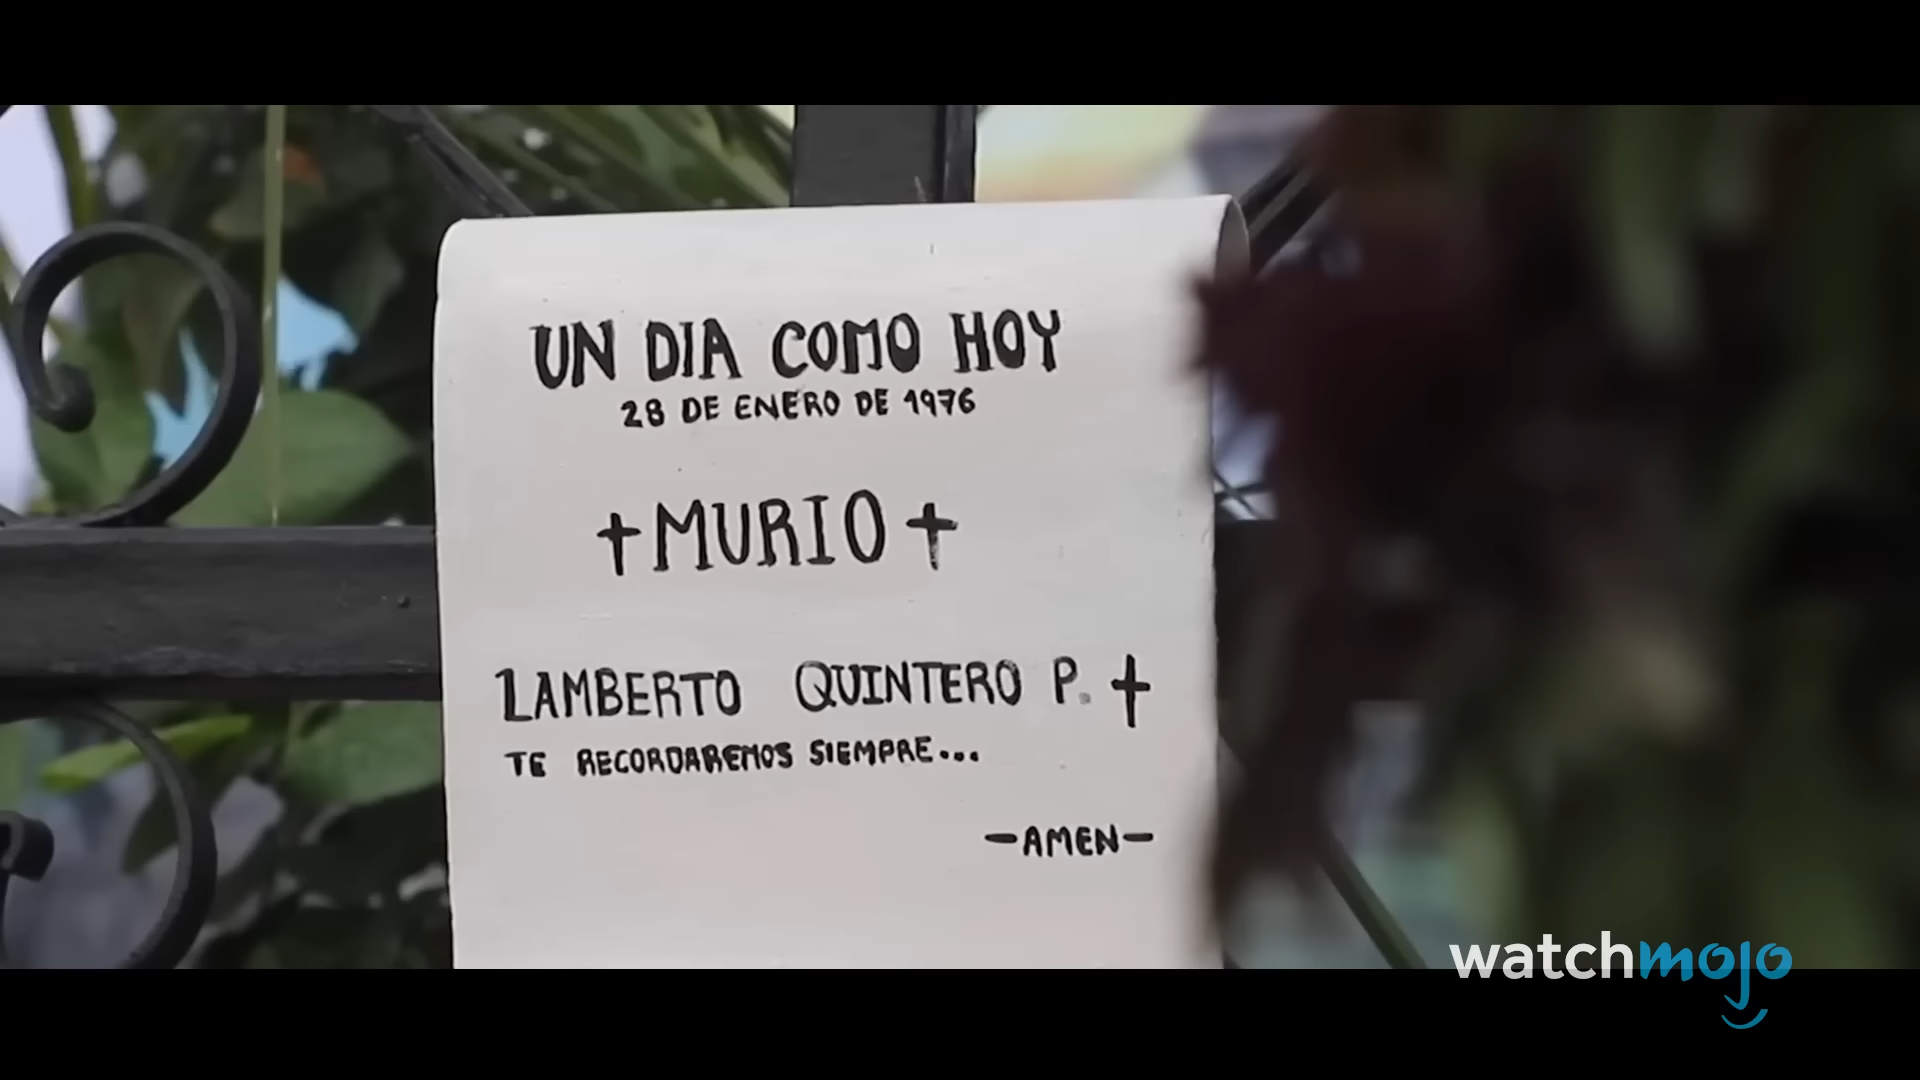 UN DIA COMO HOY
28 DE ENERO DE 1976
+MURIO+
LAMBERTO QUINTERO P. +
TE RECORDAREMOS SIEMPRE...
-AMEN-
watchmojo